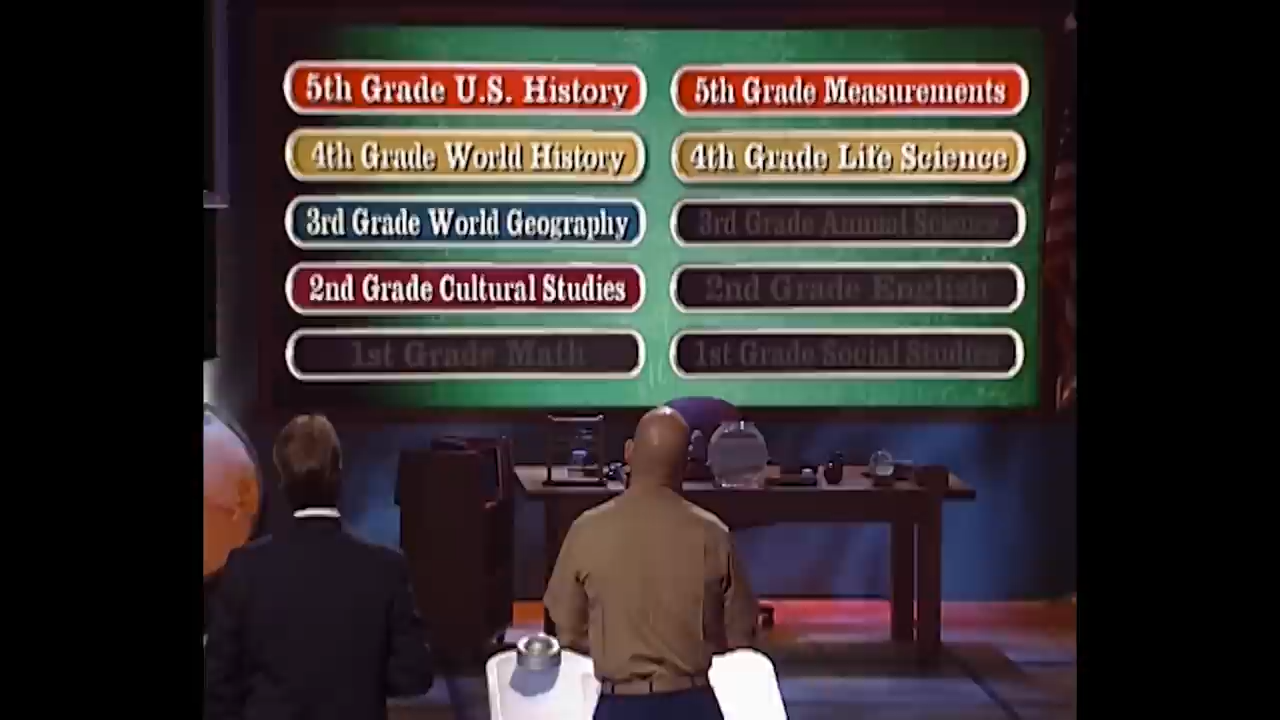 5th Grade U.S. History
5th Grade Measurements
4th Grade World History
4th Grade Life Science
3rd Grade World Geography
3rd Grade Animal Science
2nd Grade Cultural Studies
2nd Grade English
1st Grade Math
1st Grade Social Studies